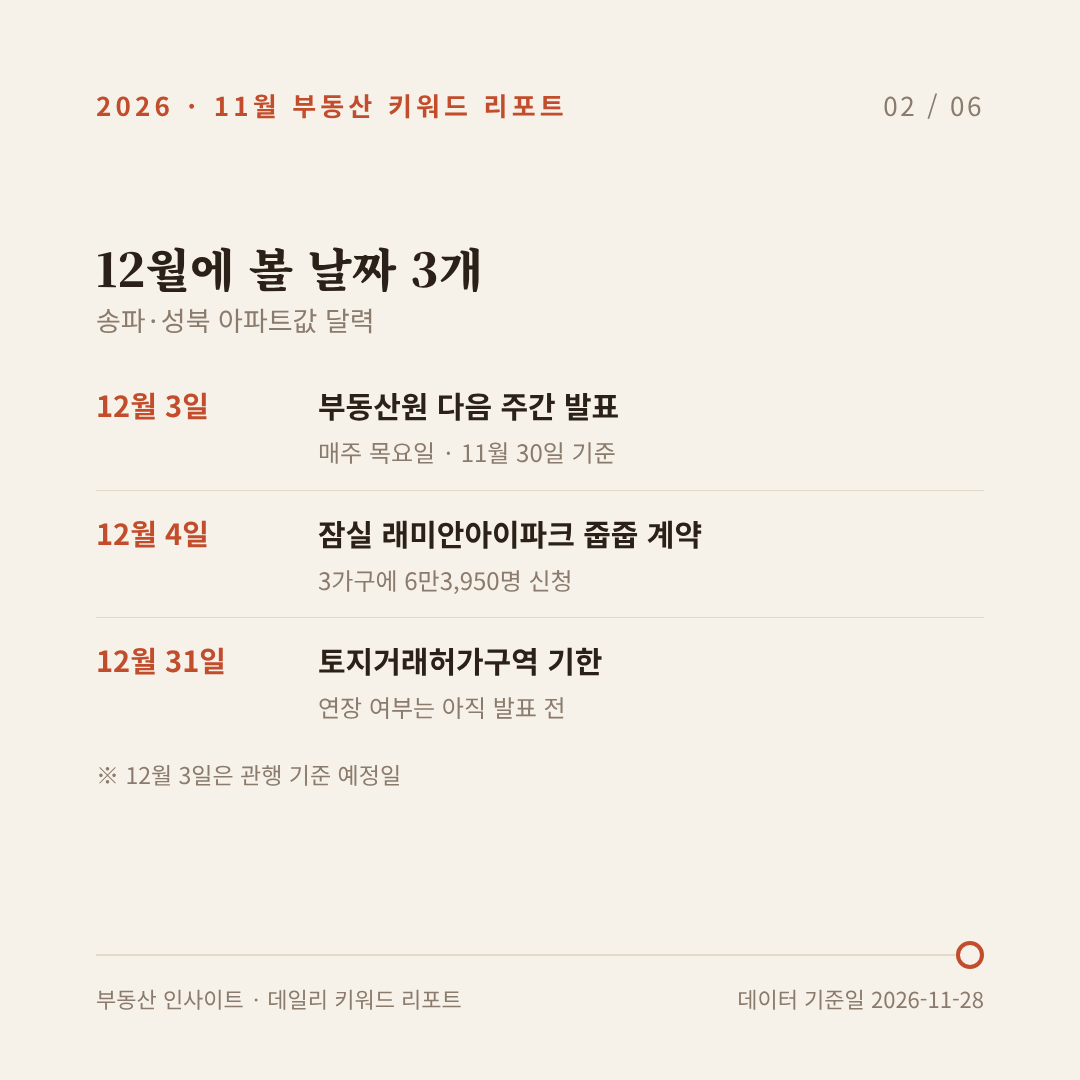 2026 · 11월 부동산 키워드 리포트
02 / 06
12월에 볼 날짜 3개
송파·성북 아파트값 달력
12월 3일
부동산원 다음 주간 발표
매주 목요일 · 11월 30일 기준
12월 4일
잠실 래미안아이파크 줍줍 계약
3가구에 6만3,950명 신청
12월 31일
토지거래허가구역 기한
연장 여부는 아직 발표 전
※ 12월 3일은 관행 기준 예정일
부동산 인사이트 · 데일리 키워드 리포트
데이터 기준일 2026-11-28